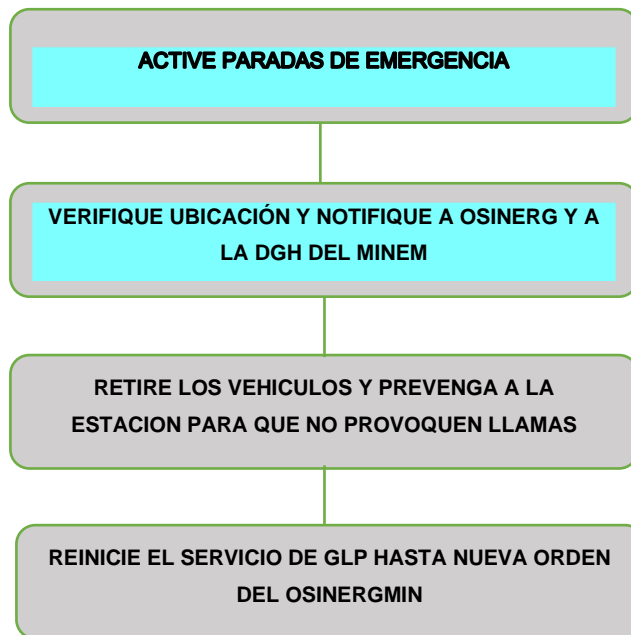 ACTIVE PARADAS DE EMERGENCIA
VERIFIQUE UBICACIÓN Y NOTIFIQUE A OSINERG Y A
LA DGH DEL MINEM
RETIRE LOS VEHICULOS Y PREVENGA A LA
ESTACION PARA QUE NO PROVOQUEN LLAMAS
REINICIE EL SERVICIO DE GLP HASTA NUEVA ORDEN
DEL OSINERGMIN